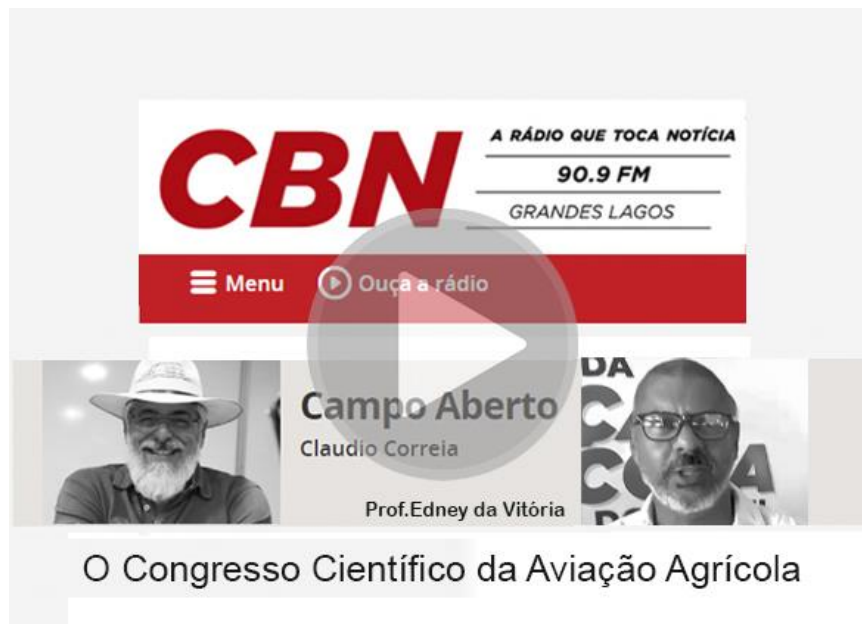 CBN
A RÁDIO QUE TOCA NOTÍCIA
90.9 FM
GRANDES LAGOS
Menu
Ouça a rádio
Campo Aberto
Claudio Correia
Prof.Edney da Vitória
DA
O Congresso Científico da Aviação Agrícola